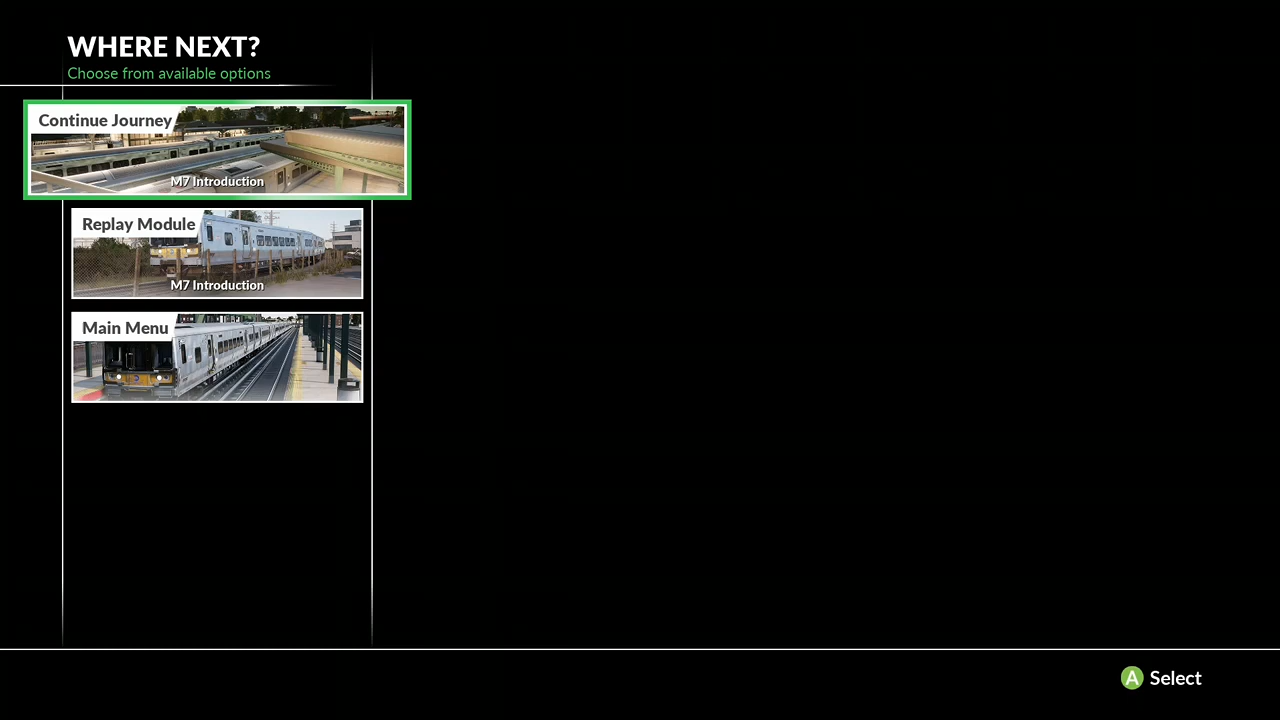 WHERE NEXT?
Choose from available options
Continue Journey
M7 Introduction
Replay Module
M7 Introduction
Main Menu
A Select